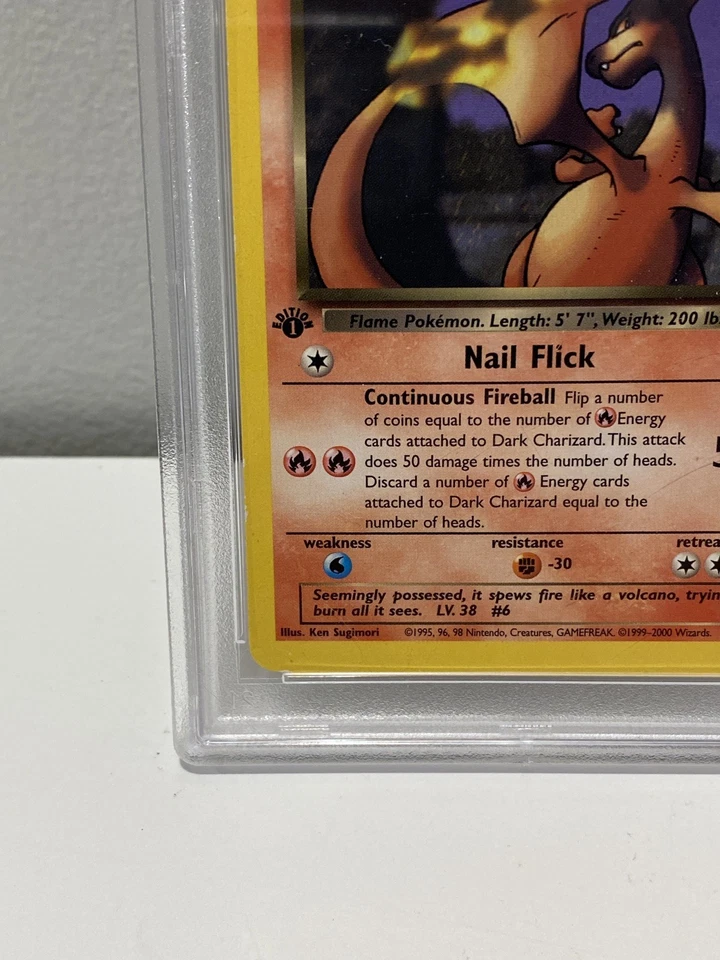 EDITION
1
Flame Pokémon. Length: 5' 7", Weight: 200 lb
Nail Flick
Continuous Fireball Flip a number
of coins equal to the number of Energy
cards attached to Dark Charizard. This attack
does 50 damage times the number of heads.
Discard a number of Energy cards
attached to Dark Charizard equal to the
number of heads.
weakness resistance retrea
-30
Seemingly possessed, it spews fire like a volcano, tryin
burn all it sees. LV. 38 #6
Illus. Ken Sugimori ©1995, 96, 98 Nintendo, Creatures, GAMEFREAK. ©1999-2000 Wizards.